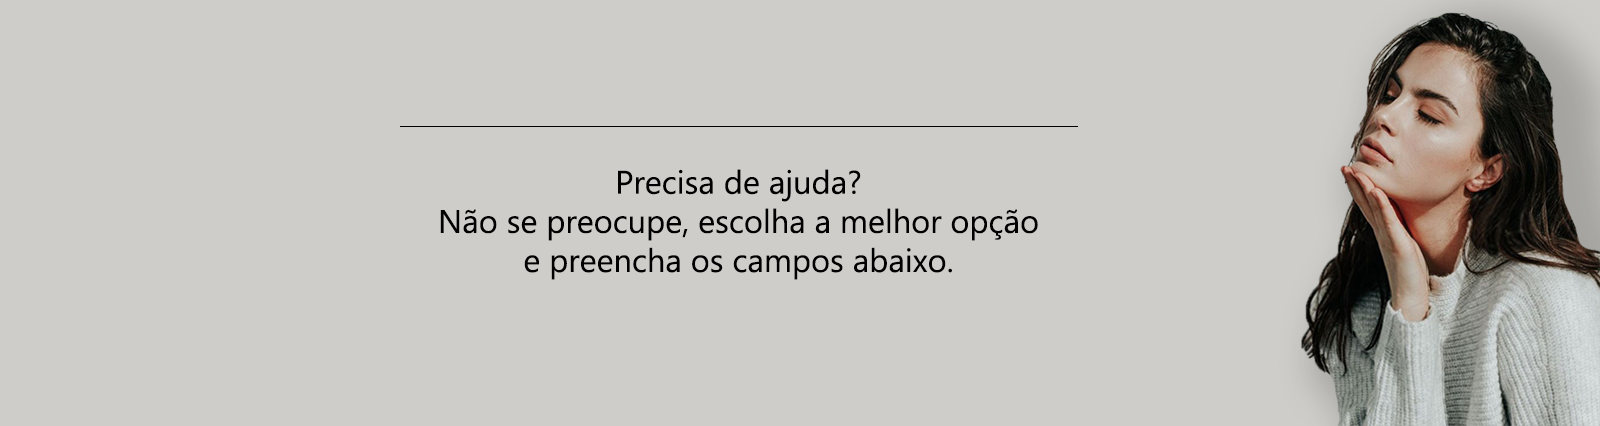 Precisa de ajuda?
Não se preocupe, escolha a melhor opção
e preencha os campos abaixo.